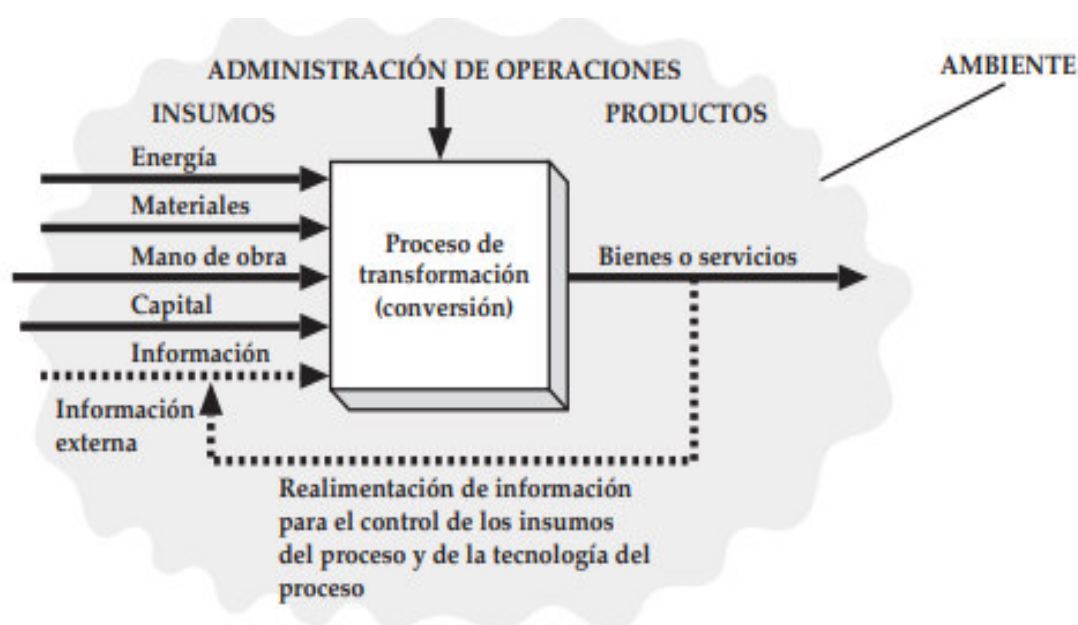 ADMINISTRACIÓN DE OPERACIONES
AMBIENTE
INSUMOS
PRODUCTOS
Energía
Materiales
Mano de obra
Capital
Información
Información
externa
Proceso de
transformación
(conversión)
Bienes o servicios
Realimentación de información
para el control de los insumos
del proceso y de la tecnología del
proceso